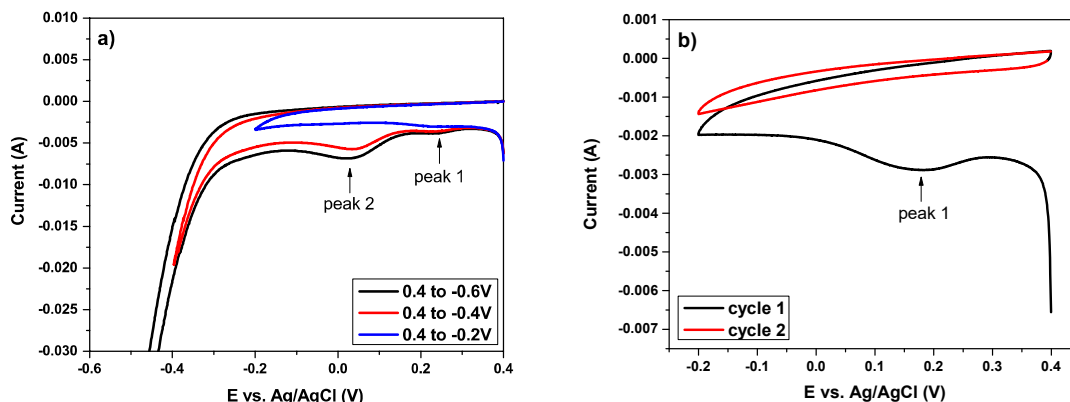 a)
0.010
0.005
0.000
-0.005
-0.010
-0.015
-0.020
-0.025
-0.030
Current (A)
peak 1
peak 2
0.4 to -0.6V
0.4 to -0.4V
0.4 to -0.2V
-0.6 -0.4 -0.2 0.0 0.2 0.4
E vs. Ag/AgCl (V)
b)
0.001
0.000
-0.001
-0.002
-0.003
-0.004
-0.005
-0.006
-0.007
Current (A)
peak 1
cycle 1
cycle 2
-0.2 -0.1 0.0 0.1 0.2 0.3 0.4
E vs. Ag/AgCl (V)